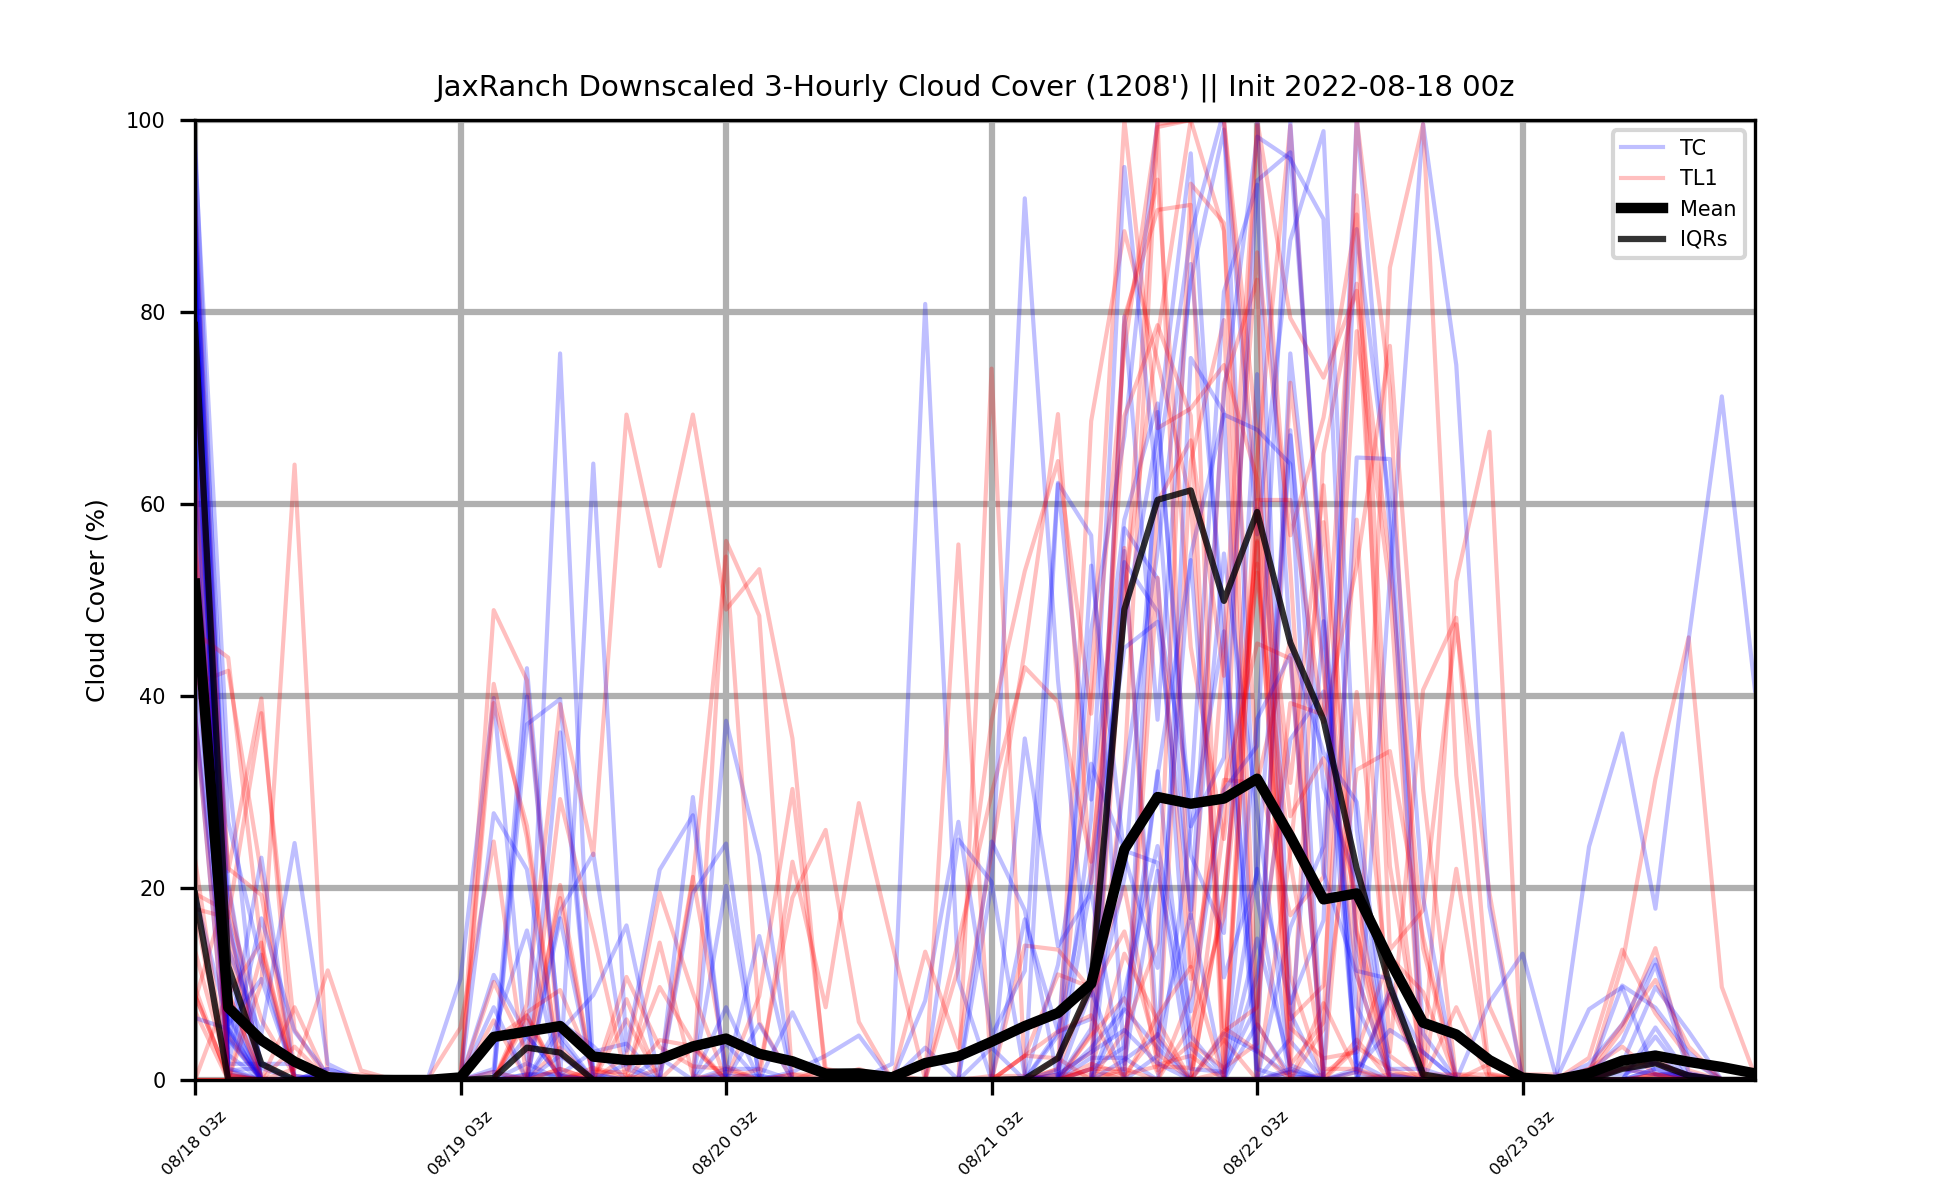 JaxRanch Downscaled 3-Hourly Cloud Cover (1208') || Init 2022-08-18 00z
Cloud Cover (%)
100
80
60
40
20
0
TC
TL1
Mean
IQRs
08/18 03z
08/19 03z
08/20 03z
08/21 03z
08/22 03z
08/23 03z